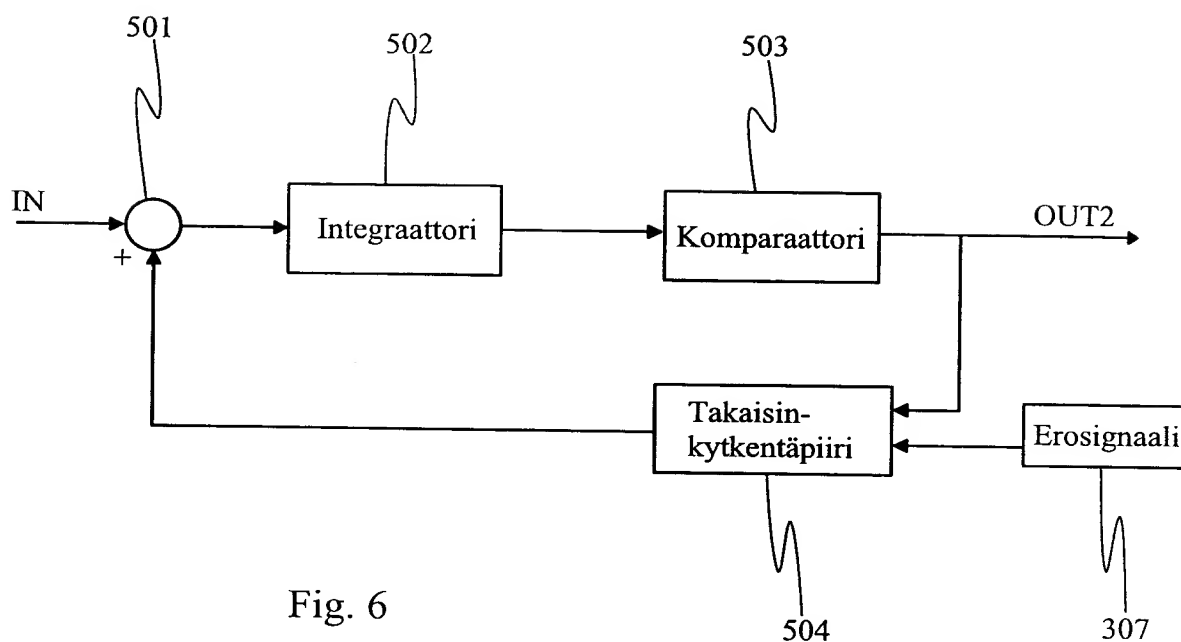 501
502
503
IN
+
Integraattori
Komparaattori
OUT2
Takaisin-
kytkentäpiiri
Erosignaali
Fig. 6
504
307